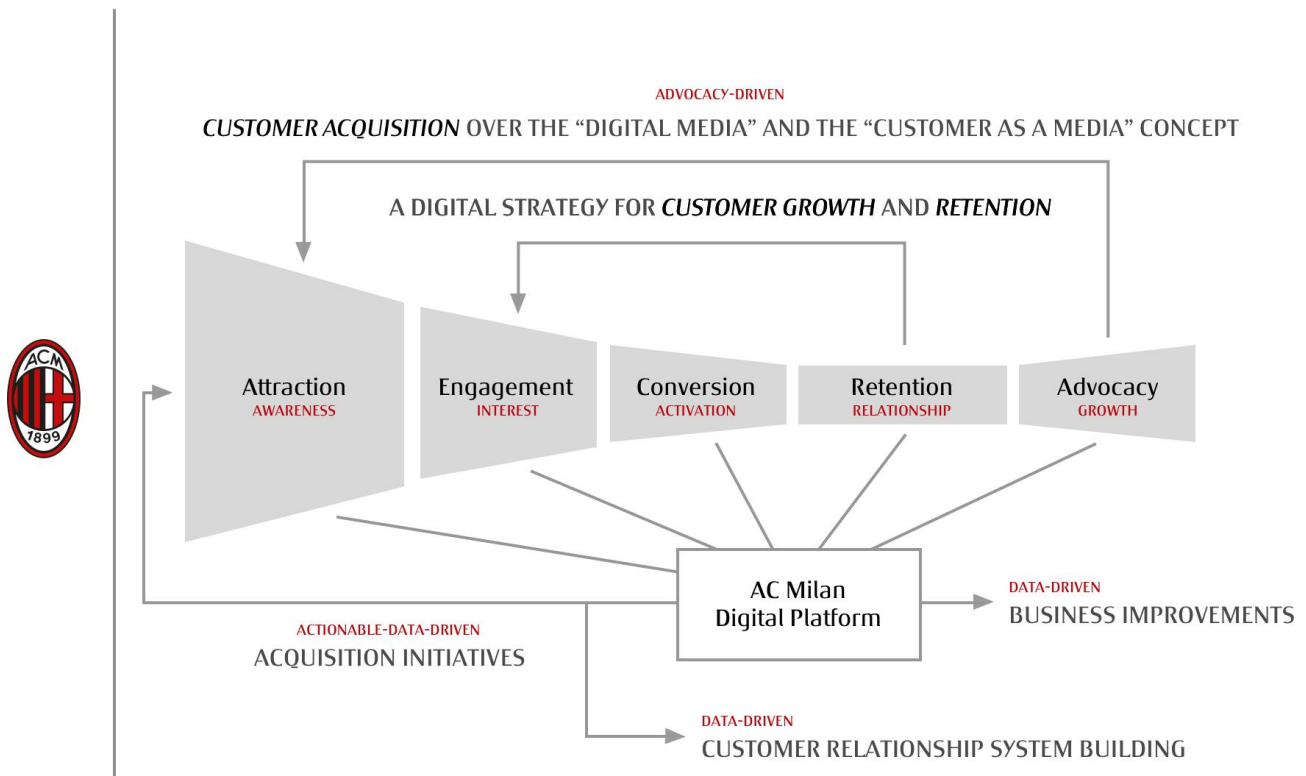 ADVOCACY-DRIVEN
CUSTOMER ACQUISITION OVER THE “DIGITAL MEDIA” AND THE “CUSTOMER AS A MEDIA” CONCEPT
A DIGITAL STRATEGY FOR CUSTOMER GROWTH AND RETENTION
ACM
1899
Attraction
AWARENESS
Engagement
INTEREST
Conversion
ACTIVATION
Retention
RELATIONSHIP
Advocacy
GROWTH
AC Milan
Digital Platform
DATA-DRIVEN
BUSINESS IMPROVEMENTS
ACTIONABLE-DATA-DRIVEN
ACQUISITION INITIATIVES
DATA-DRIVEN
CUSTOMER RELATIONSHIP SYSTEM BUILDING